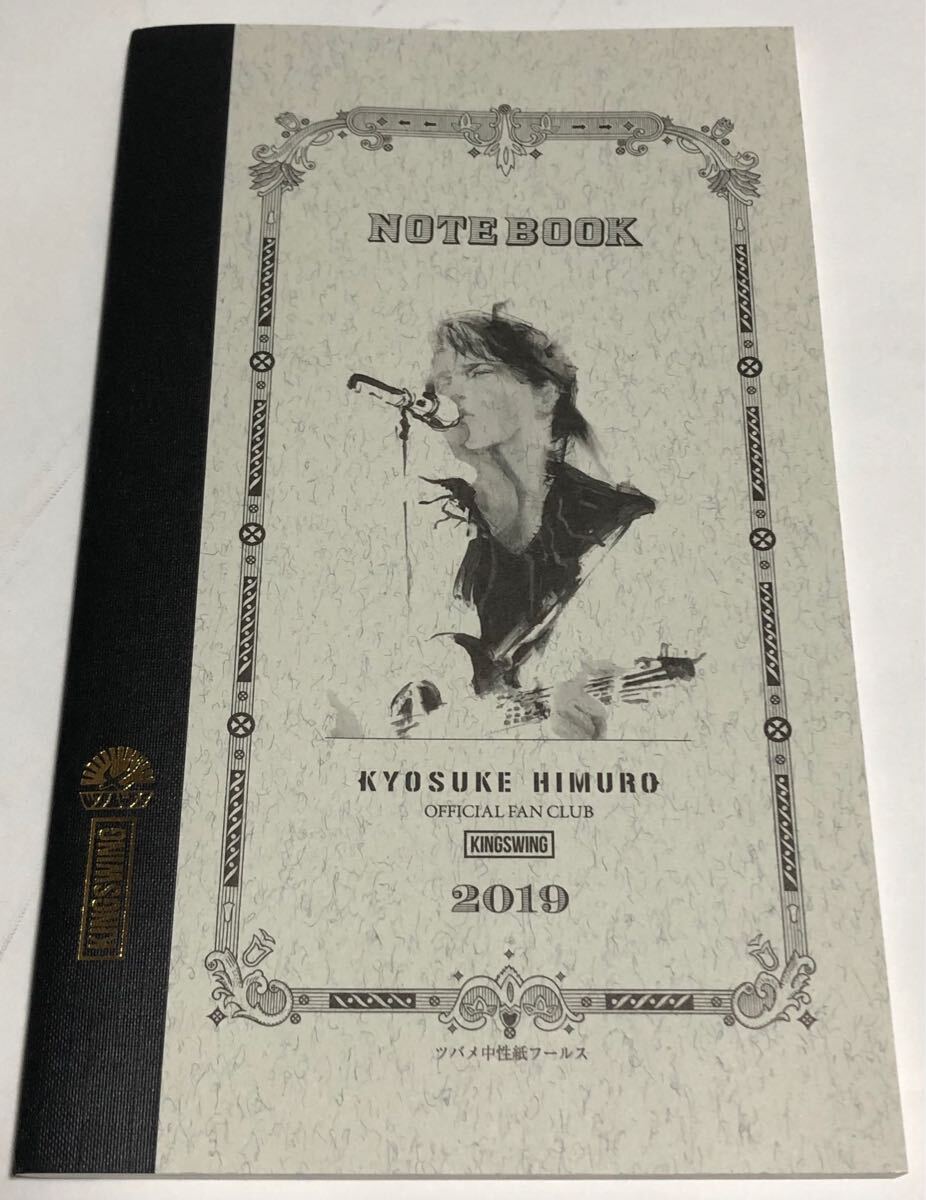 NOTE BOOK
KYOSUKE HIMURO
OFFICIAL FAN CLUB
KINGSWING
2019
ツバメ中性紙フールス
KINGSWING